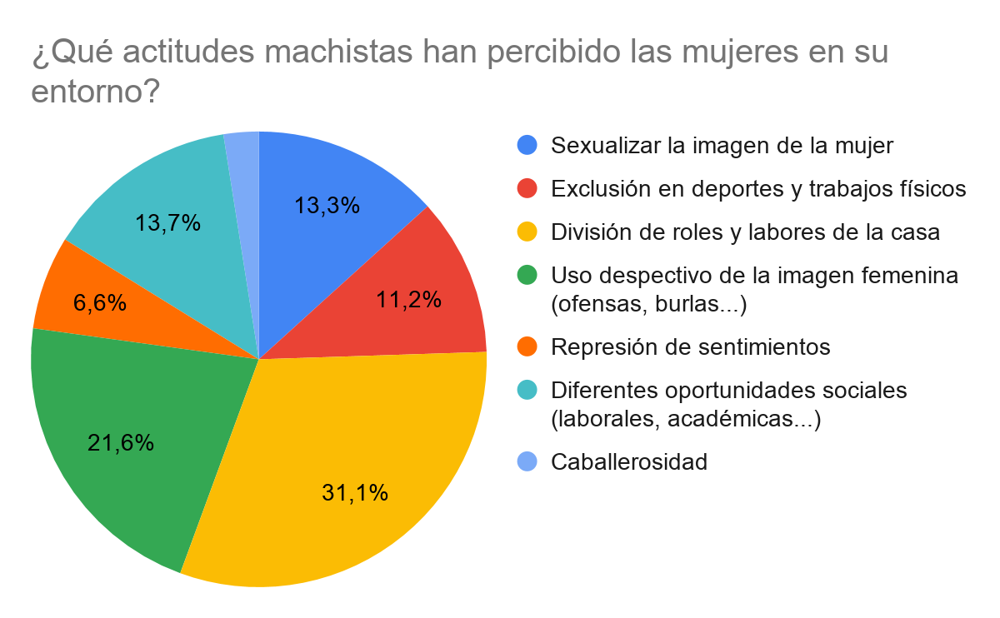 ¿Qué actitudes machistas han percibido las mujeres en su
entorno?
13,3%
11,2%
31,1%
21,6%
6,6%
13,7%
Sexualizar la imagen de la mujer
Exclusión en deportes y trabajos físicos
División de roles y labores de la casa
Uso despectivo de la imagen femenina
(ofensas, burlas...)
Represión de sentimientos
Diferentes oportunidades sociales
(laborales, académicas...)
Caballerosidad